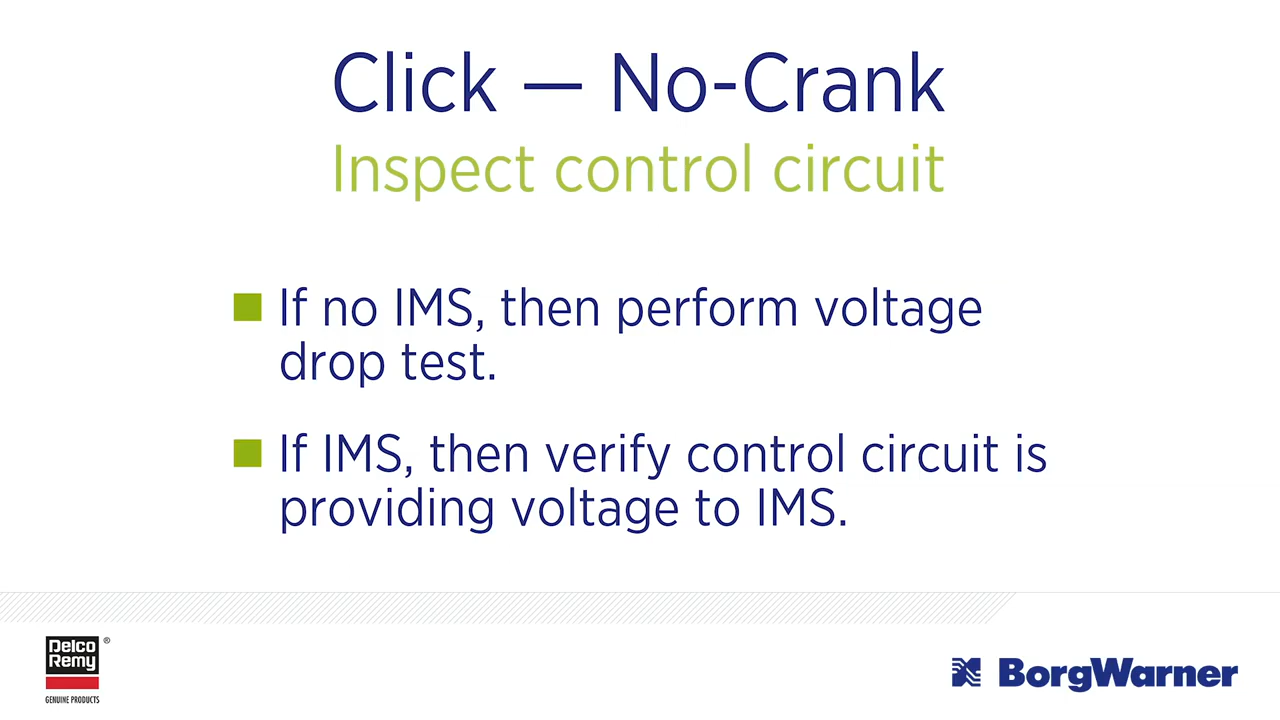 Click — No-Crank
Inspect control circuit
If no IMS, then perform voltage
drop test.
If IMS, then verify control circuit is
providing voltage to IMS.
Delco
Remy
®
GENUINE PRODUCTS
BorgWarner